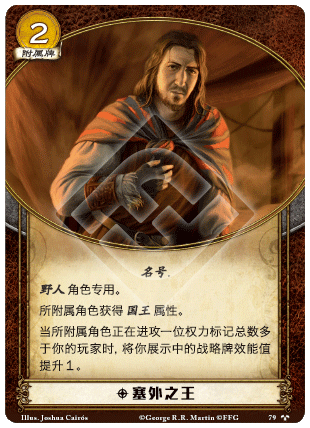 2
附属牌
名号.
野人 角色专用。
所附属角色获得 国王 属性。
当所附属角色正在进攻一位权力标记总数多
于你的玩家时, 将你展示中的战略牌效能值
提升 1。
塞外之王
Illus. Joshua Cairós ©George R.R. Martin ©FFG 79